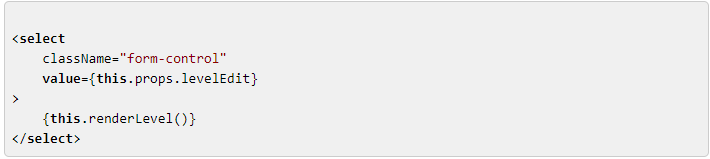 <select
    className="form-control"
    value={this.props.levelEdit}
>
    {this.renderLevel()}
</select>